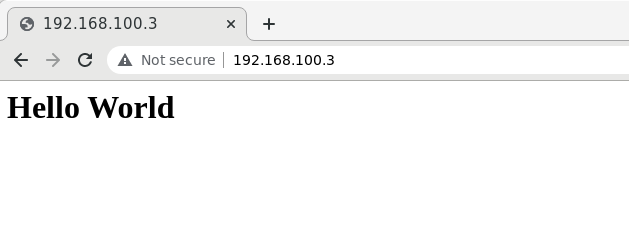 192.168.100.3
Not secure 192.168.100.3
Hello World